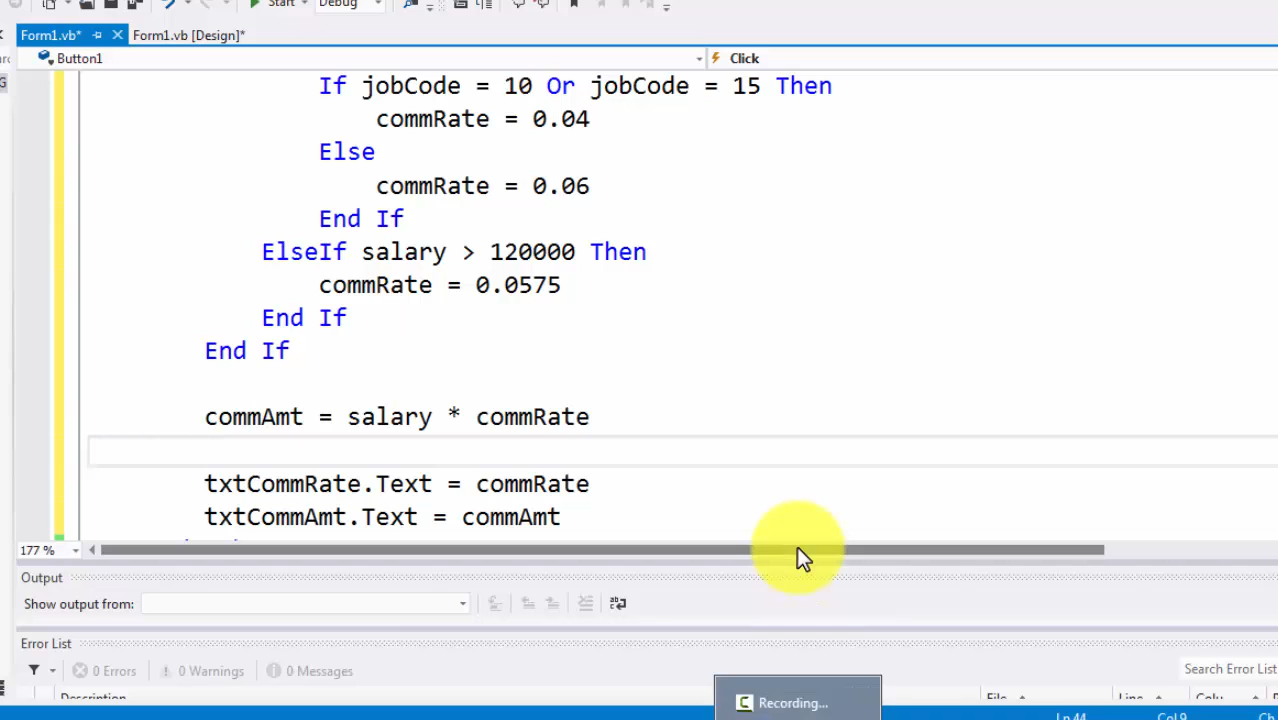 Start Debug
Form1.vb* Form1.vb [Design]*
Button1 Click
If jobCode = 10 Or jobCode = 15 Then
commRate = 0.04
Else
commRate = 0.06
End If
ElseIf salary > 120000 Then
commRate = 0.0575
End If
End If
commAmt = salary * commRate
txtCommRate.Text = commRate
txtCommAmt.Text = commAmt
177 %
Output
Show output from:
Error List
0 Errors 0 Warnings 0 Messages Search Error List
Description File Line
Recording...
Ln 44 Col 9